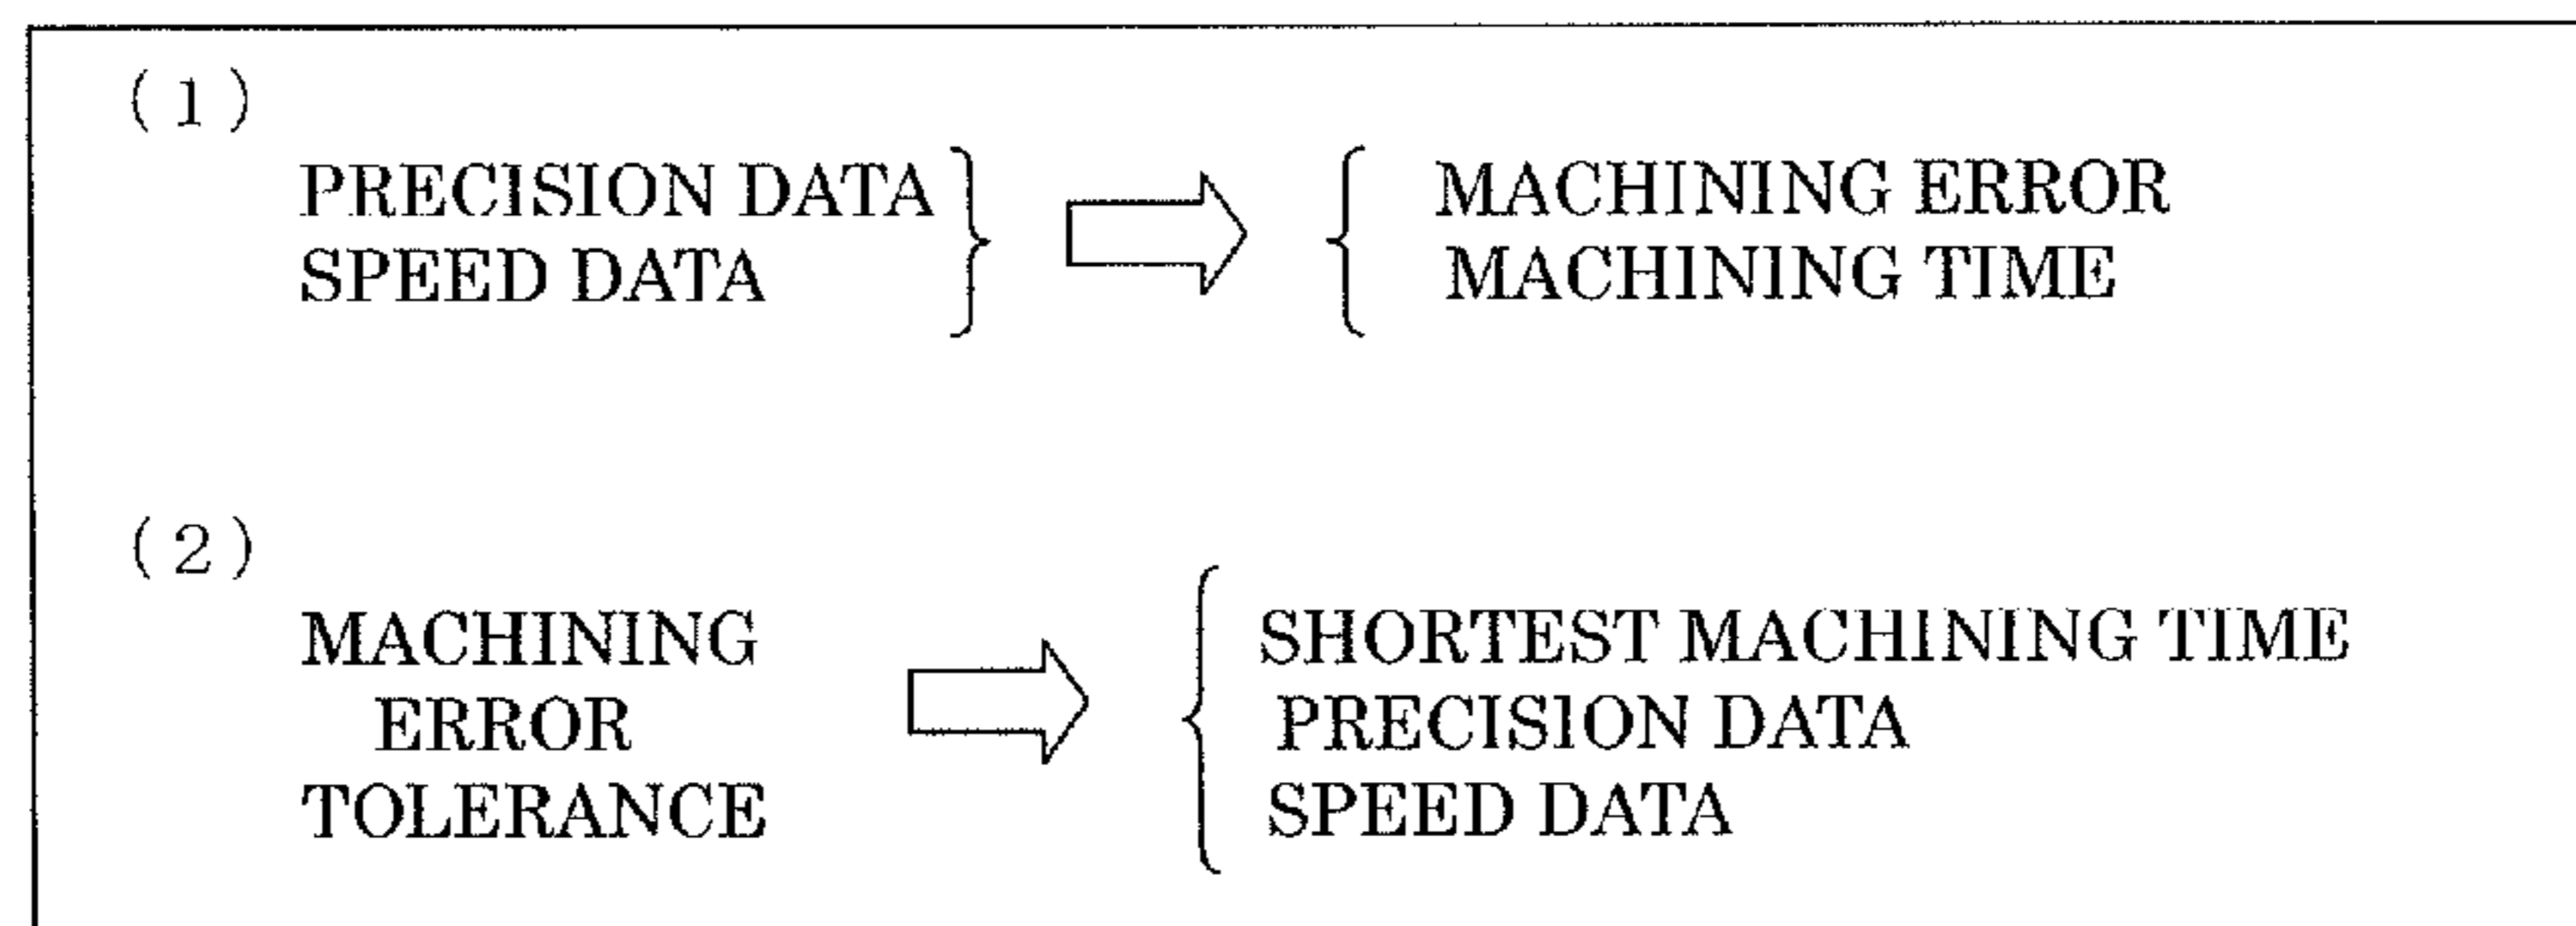 (1)
PRECISION DATA
SPEED DATA
MACHINING ERROR
MACHINING TIME
(2)
MACHINING
ERROR
TOLERANCE
SHORTEST MACHINING TIME
PRECISION DATA
SPEED DATA